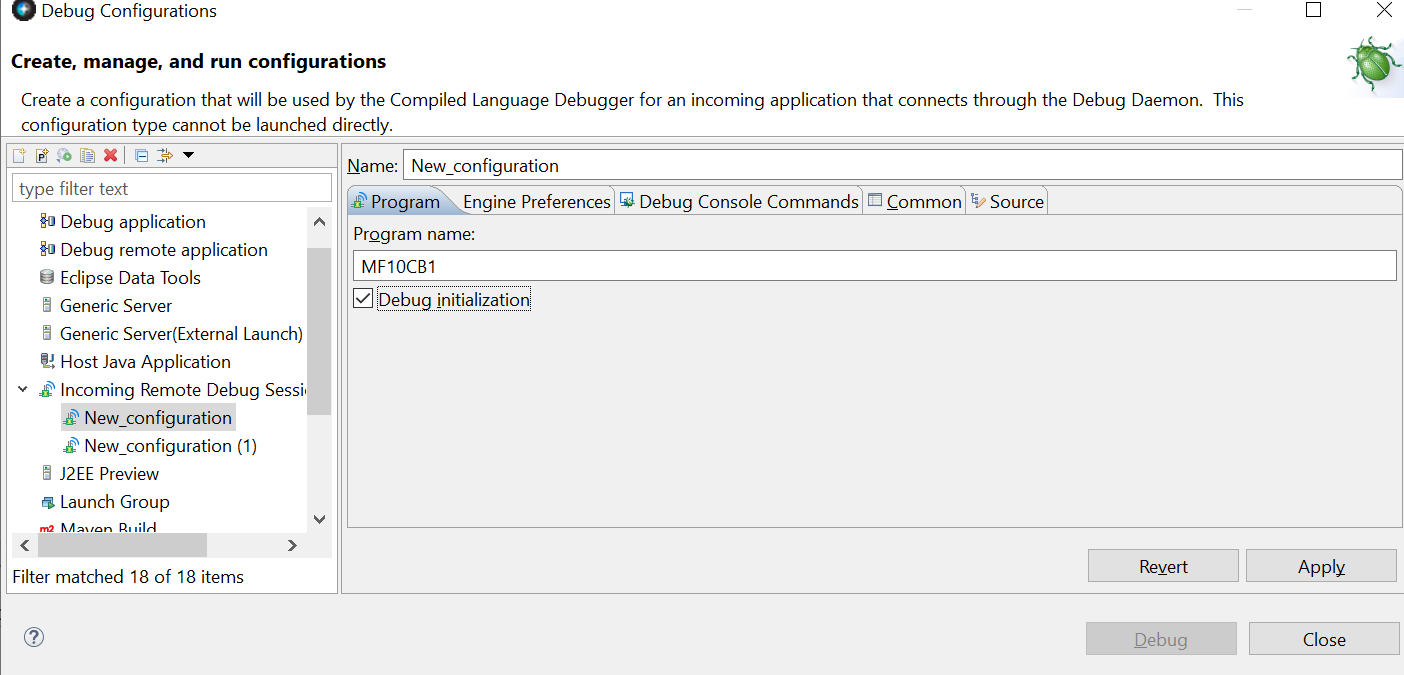 Debug Configurations
Create, manage, and run configurations
Create a configuration that will be used by the Compiled Language Debugger for an incoming application that connects through the Debug Daemon. This
configuration type cannot be launched directly.
type filter text
Debug application
Debug remote application
Eclipse Data Tools
Generic Server
Generic Server(External Launch)
Host Java Application
Incoming Remote Debug Sessi
New_configuration
New_configuration (1)
J2EE Preview
Launch Group
m2 Maven Build
Filter matched 18 of 18 items
Name: New_configuration
Program Engine Preferences Debug Console Commands Common Source
Program name:
MF10CB1
Debug initialization
Revert Apply
Debug Close